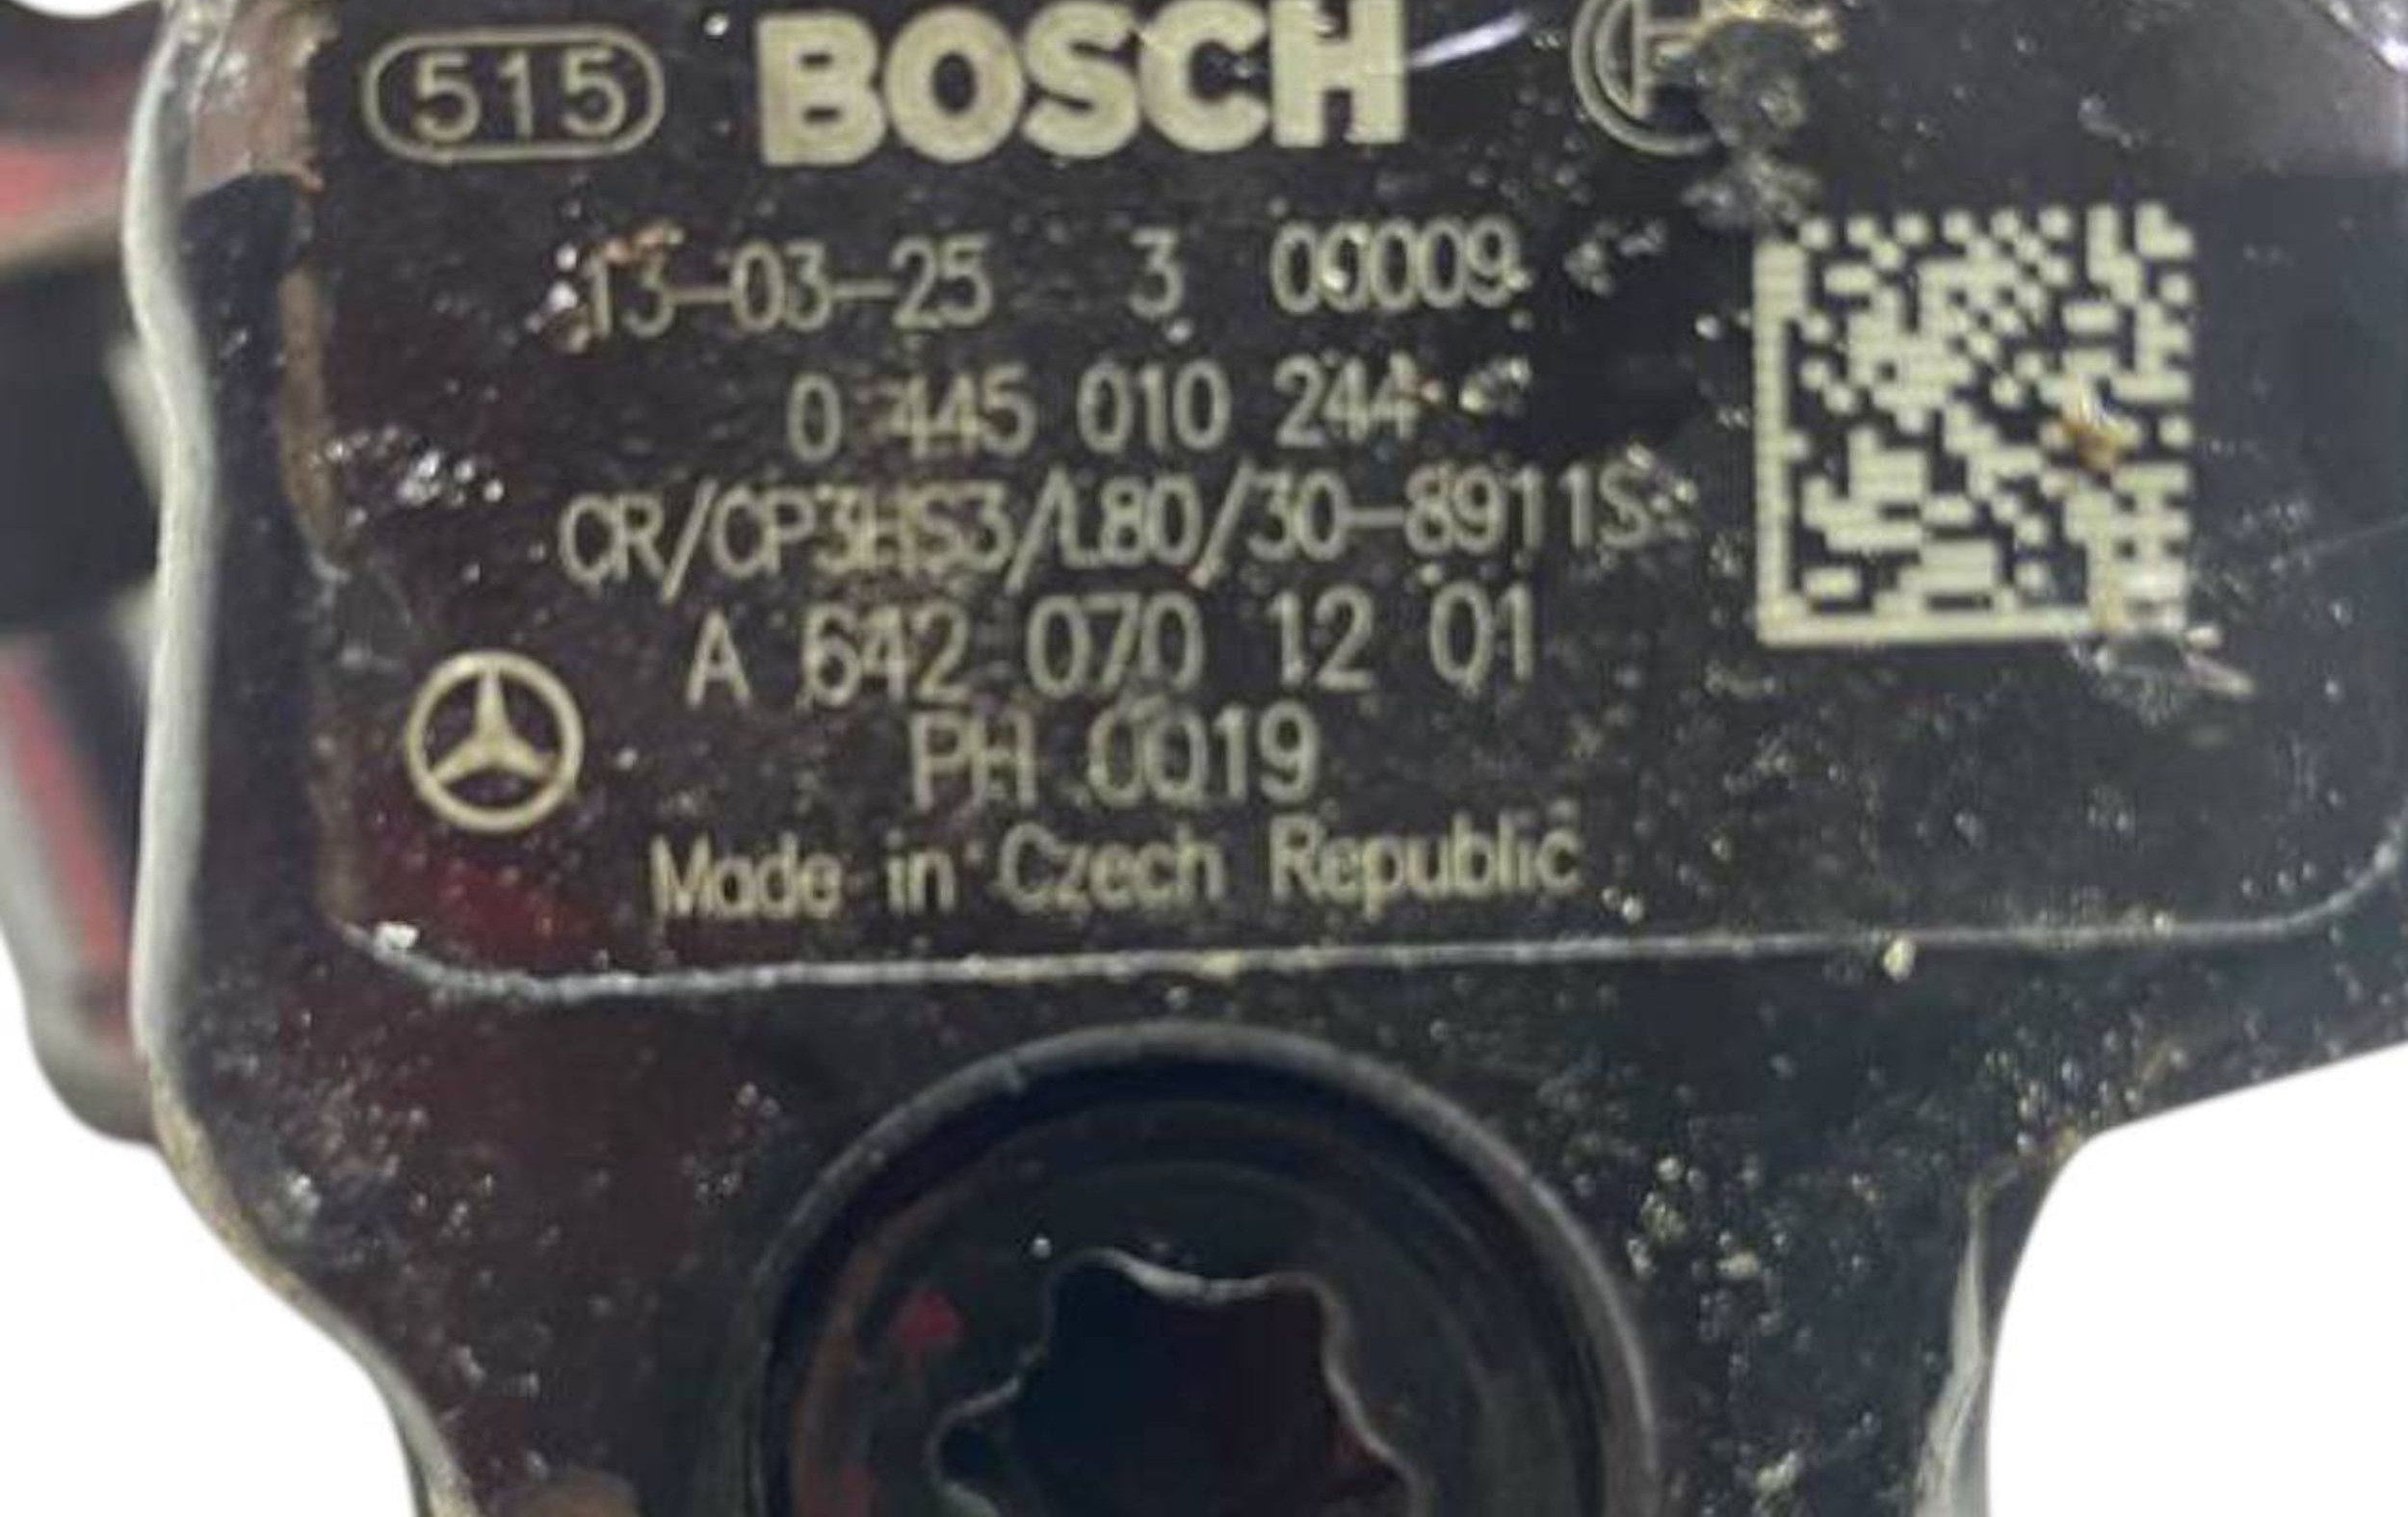 515 BOSCH
13-03-25 3 00009
0 445 010 244
CR/CP3HS3/L80/30-8911S
A 642 070 12 01
PH 0019
Made in Czech Republic